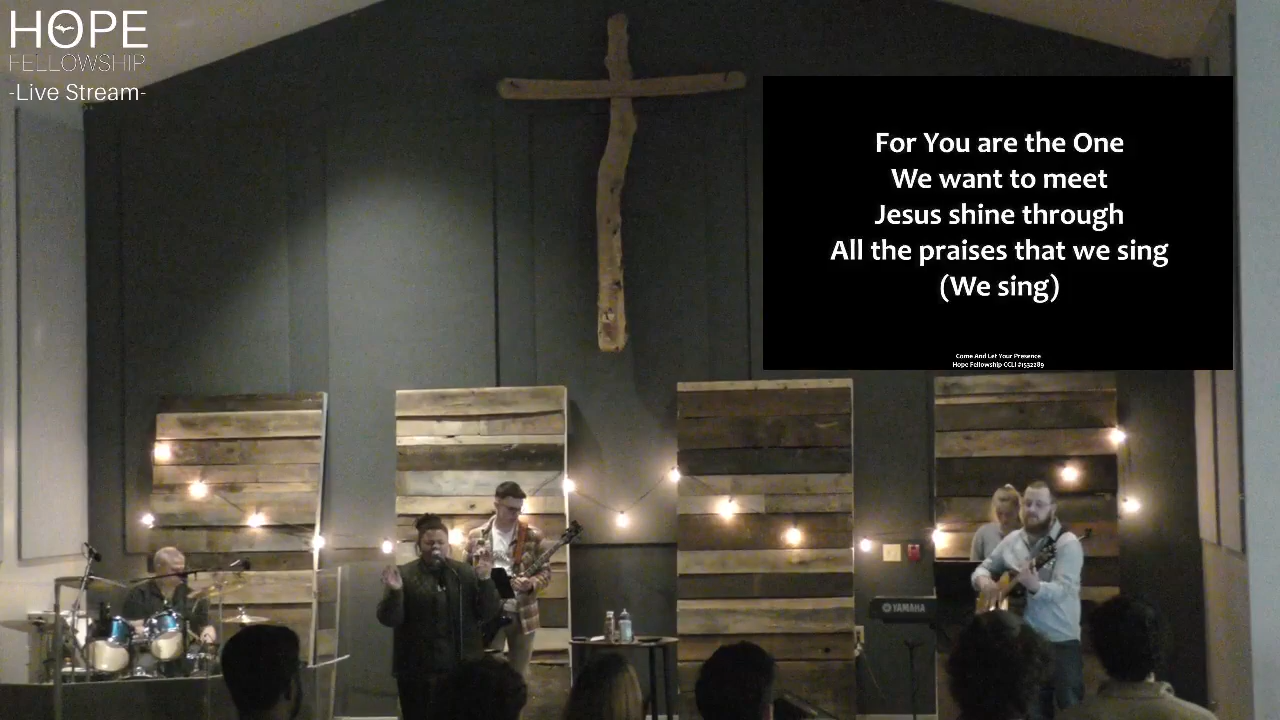 HOPE
FELLOWSHIP
-Live Stream-
For You are the One
We want to meet
Jesus shine through
All the praises that we sing
(We sing)
Come And Let Your Presence
Hope Fellowship CCLI #1532289
YAMAHA